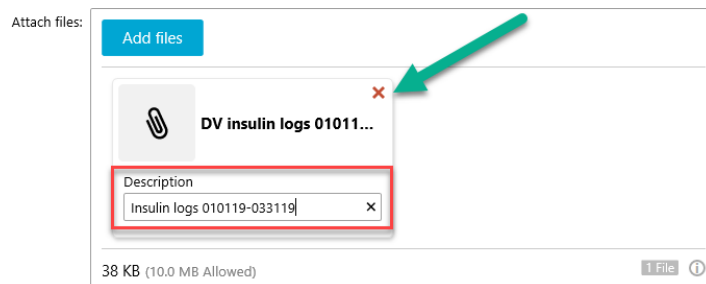 Attach files:
Add files
DV insulin logs 01011...
Description
Insulin logs 010119-033119
38 KB (10.0 MB Allowed)
1 File